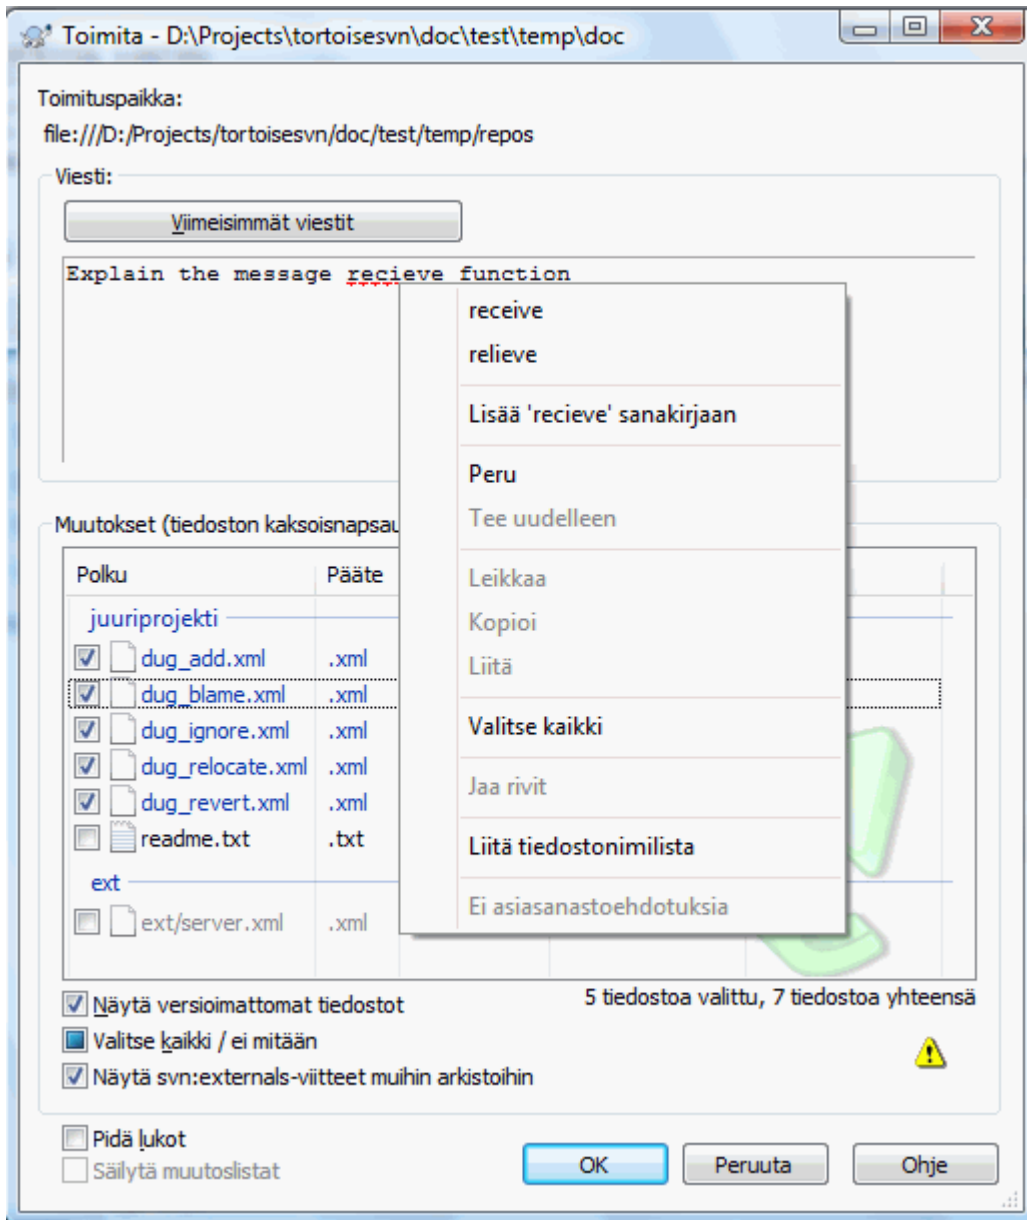 Toimita - D:\Projects\tortoisesvn\doc\test\temp\doc
Toimituspaikka:
file:///D:/Projects/tortoisesvn/doc/test/temp/repos
Viesti:
Viimeisimmät viestit
Explain the message recieve function
receive
relieve
Lisää 'recieve' sanakirjaan
Peru
Tee uudelleen
Leikkaa
Kopioi
Liitä
Valitse kaikki
Jaa rivit
Liitä tiedostonimilista
Ei asiasanastoehdotuksia
Muutokset (tiedoston
Polku Pääte
juuriprojekti
dug_add.xml .xml
dug_blame.xml .xml
dug_ignore.xml .xml
dug_relocate.xml .xml
dug_revert.xml .xml
readme.txt .txt
ext
ext/server.xml .xml
Näytä versioimattomat tiedostot 5 tiedostoa valittu, 7 tiedostoa yhteensä
Valitse kaikki / ei mitään
Näytä svn:externals-viitteet muihin arkistoihin
Pidä lukot
Säilytä muutoslistat
OK Peruuta Ohje